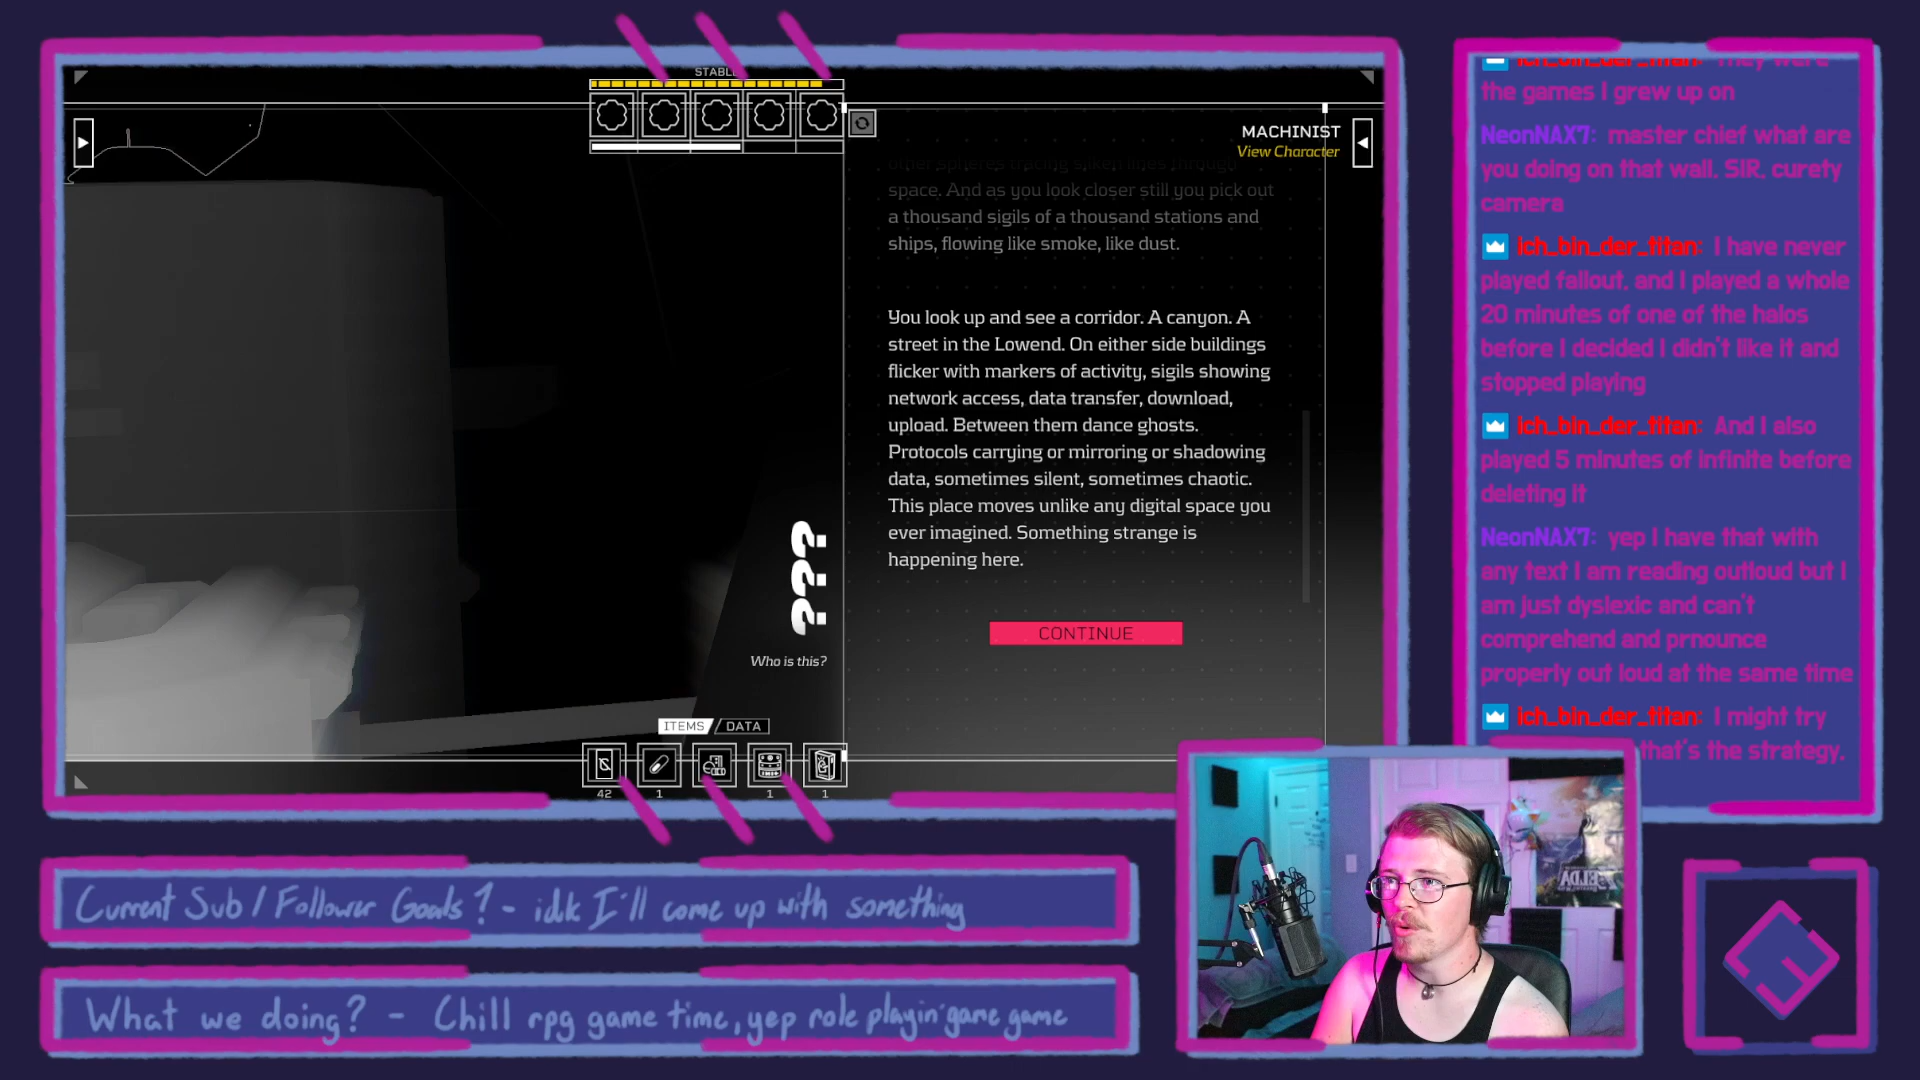 STABLE
MACHINIST
View Character
other spheres tracing silken lines through
space. And as you look closer still you pick out
a thousand sigils of a thousand stations and
ships, flowing like smoke, like dust.
You look up and see a corridor. A canyon. A
street in the Lowend. On either side buildings
flicker with markers of activity, sigils showing
network access, data transfer, download,
upload. Between them dance ghosts.
Protocols carrying or mirroring or shadowing
data, sometimes silent, sometimes chaotic.
This place moves unlike any digital space you
ever imagined. Something strange is
happening here.
CONTINUE
???
Who is this?
ITEMS / DATA
42
1
1
1
ich_bin_der_titan: They were
the games I grew up on
NeonNAX7: master chief what are
you doing on that wall. SIR. curety
camera
ich_bin_der_titan: I have never
played fallout, and I played a whole
20 minutes of one of the halos
before I decided I didn't like it and
stopped playing
ich_bin_der_titan: And I also
played 5 minutes of infinite before
deleting it
NeonNAX7: yep I have that with
any text I am reading outloud but I
am just dyslexic and can't
comprehend and prnounce
properly out loud at the same time
ich_bin_der_titan: I might try
that's the strategy.
Current Sub / Follower Goals? - idk I'll come up with something
What we doing? - Chill rpg game time, yep role playin' game game
ZELDA